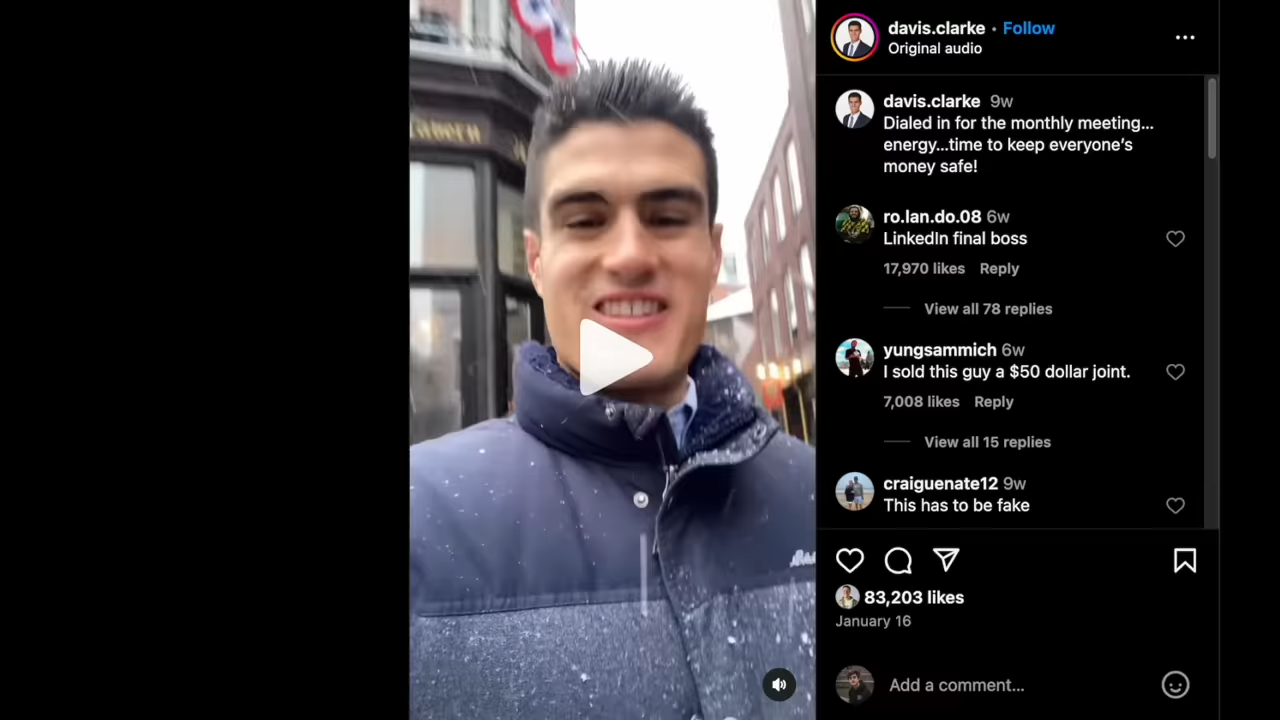 davis.clarke • Follow
Original audio
davis.clarke 9w
Dialed in for the monthly meeting...
energy...time to keep everyone's
money safe!
ro.lan.do.08 6w
LinkedIn final boss
17,970 likes Reply
View all 78 replies
yungsammich 6w
I sold this guy a $50 dollar joint.
7,008 likes Reply
View all 15 replies
craiguenate12 9w
This has to be fake
83,203 likes
January 16
Add a comment...